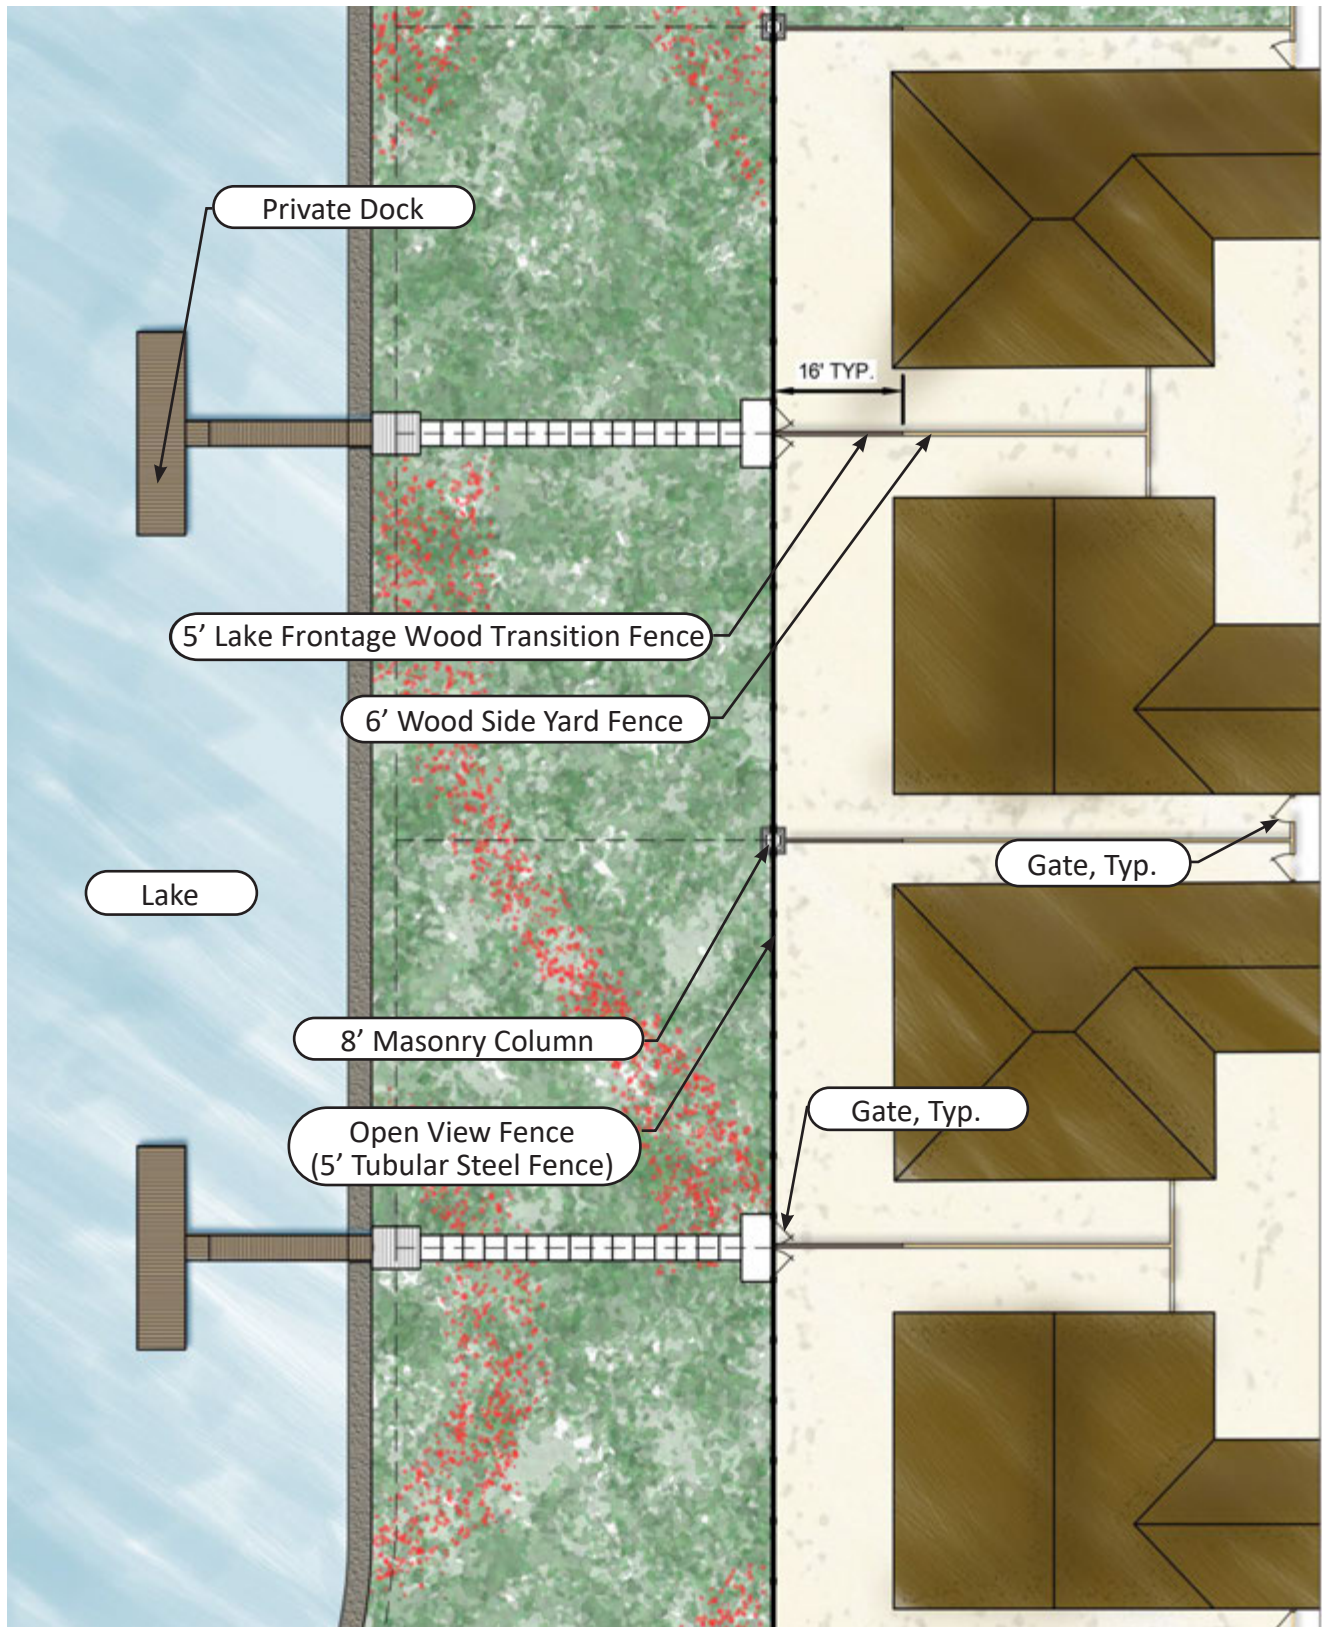 Private Dock
16' TYP.
5’ Lake Frontage Wood Transition Fence
6’ Wood Side Yard Fence
Gate, Typ.
Lake
8’ Masonry Column
Gate, Typ.
Open View Fence
(5’ Tubular Steel Fence)